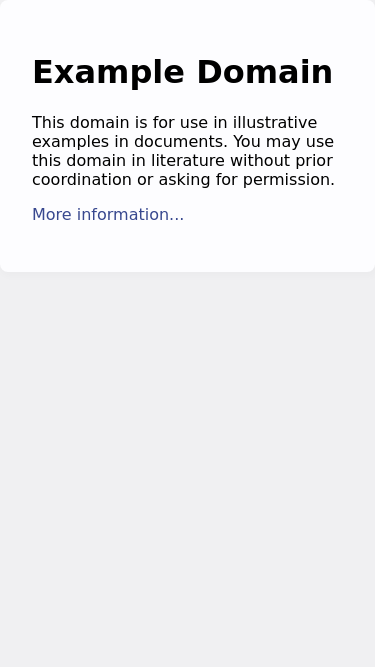 Example Domain
This domain is for use in illustrative
examples in documents. You may use
this domain in literature without prior
coordination or asking for permission.
More information...